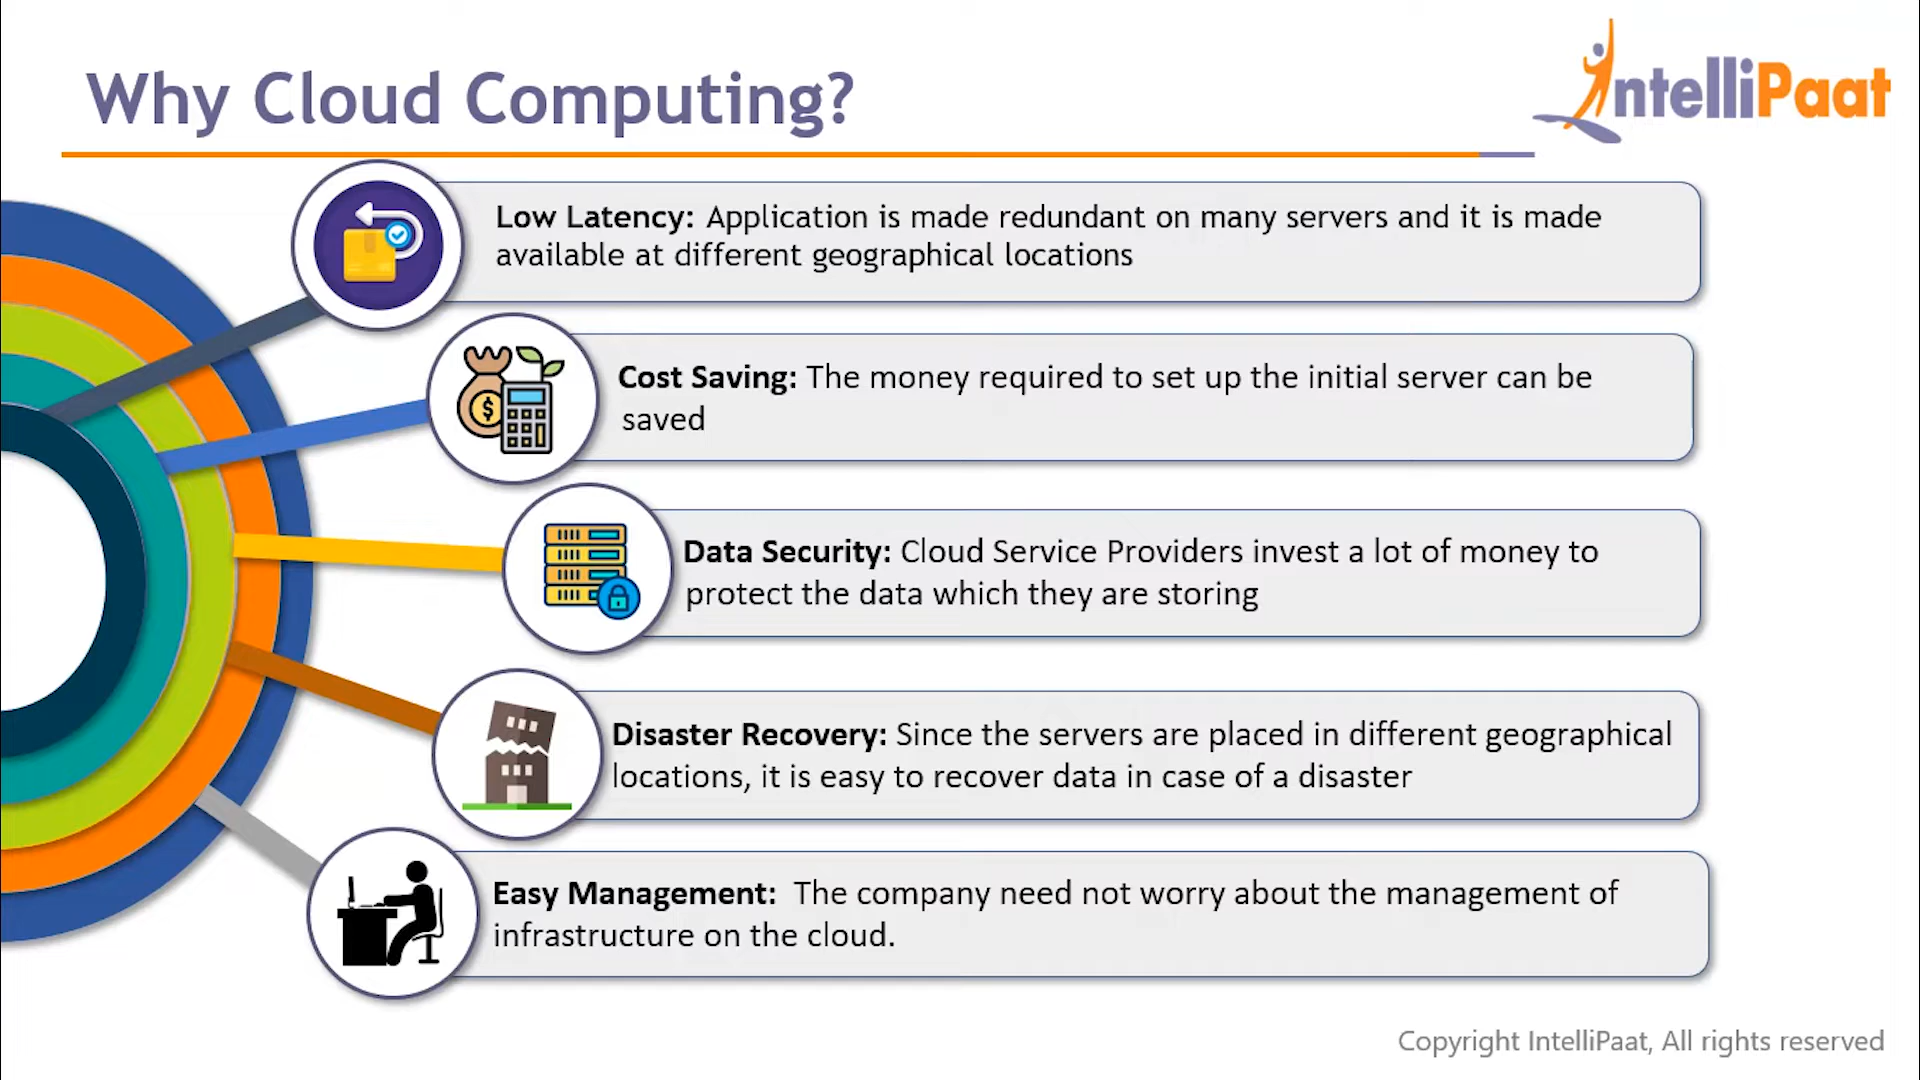 Why Cloud Computing?
IntelliPaat
Low Latency: Application is made redundant on many servers and it is made
available at different geographical locations
Cost Saving: The money required to set up the initial server can be
saved
Data Security: Cloud Service Providers invest a lot of money to
protect the data which they are storing
Disaster Recovery: Since the servers are placed in different geographical
locations, it is easy to recover data in case of a disaster
Easy Management: The company need not worry about the management of
infrastructure on the cloud.
Copyright IntelliPaat, All rights reserved